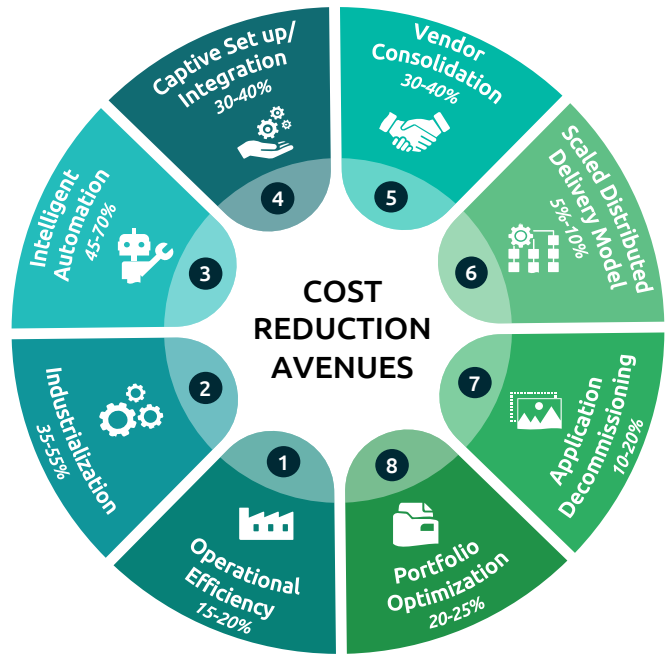 COST
REDUCTION
AVENUES
1
Operational
Efficiency
15-20%
2
Industrialization
35-55%
3
Intelligent
Automation
45-70%
4
Captive Set up/
Integration
30-40%
5
Vendor
Consolidation
30-40%
6
Scaled Distributed
Delivery Model
5%-10%
7
Application
Decommissioning
10-20%
8
Portfolio
Optimization
20-25%